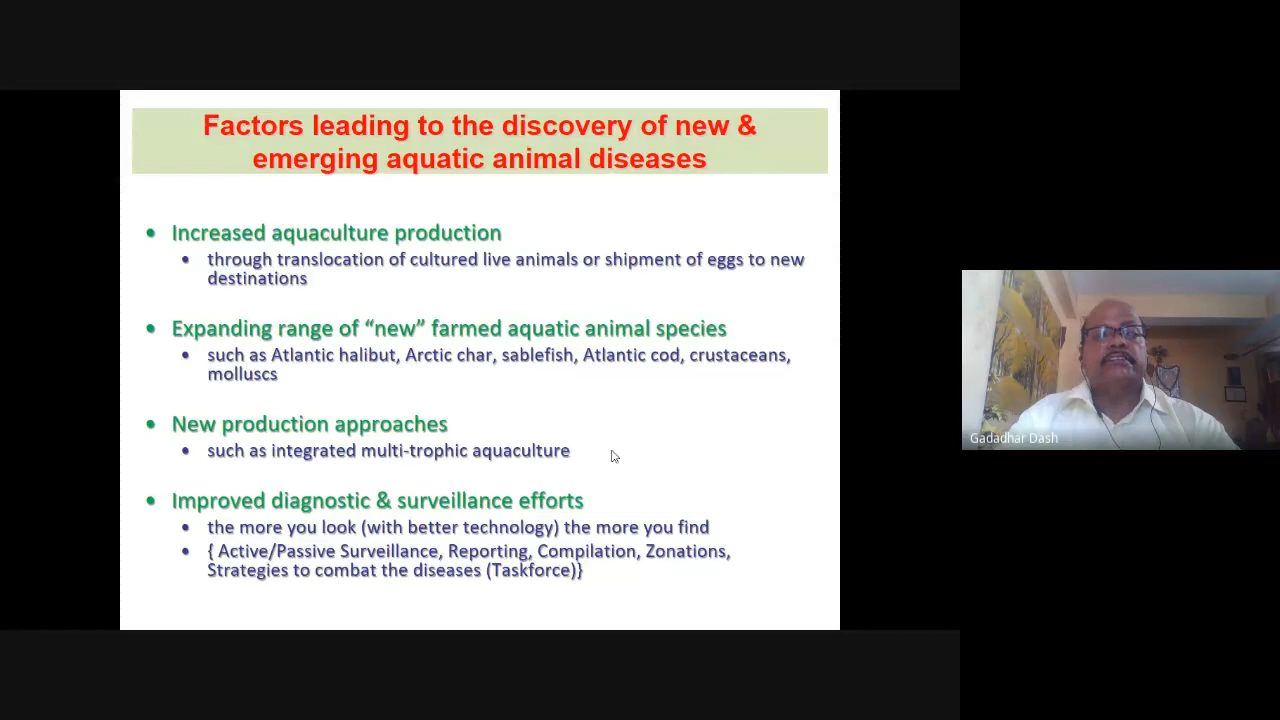 Factors leading to the discovery of new &
emerging aquatic animal diseases
• Increased aquaculture production
• through translocation of cultured live animals or shipment of eggs to new
destinations
• Expanding range of “new” farmed aquatic animal species
• such as Atlantic halibut, Arctic char, sablefish, Atlantic cod, crustaceans,
molluscs
• New production approaches
• such as integrated multi-trophic aquaculture
• Improved diagnostic & surveillance efforts
• the more you look (with better technology) the more you find
• { Active/Passive Surveillance, Reporting, Compilation, Zonations,
Strategies to combat the diseases (Taskforce)}
Gadadhar Dash